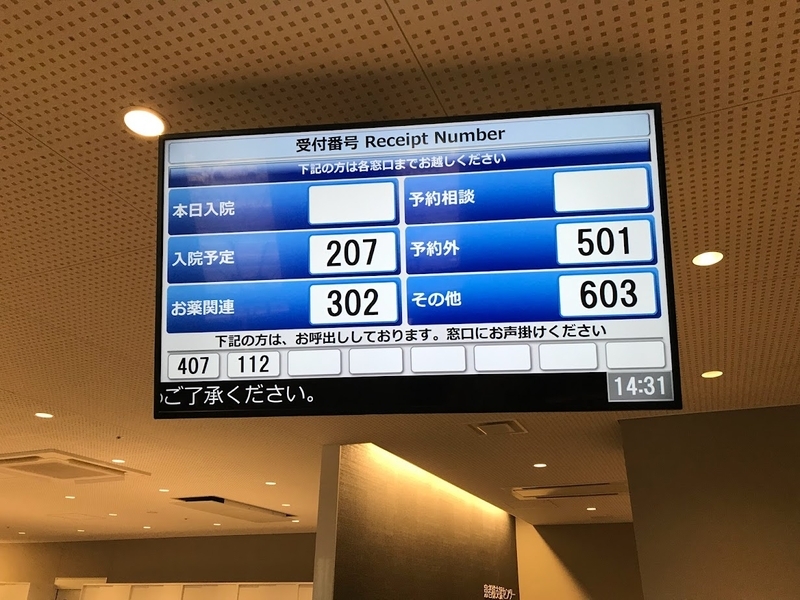 受付番号 Receipt Number
下記の方は各窓口までお越しください
本日入院
予約相談
入院予定 207
予約外 501
お薬関連 302
その他 603
下記の方は、お呼出ししております。窓口にお声掛けください
407 112
ご了承ください。
14:31